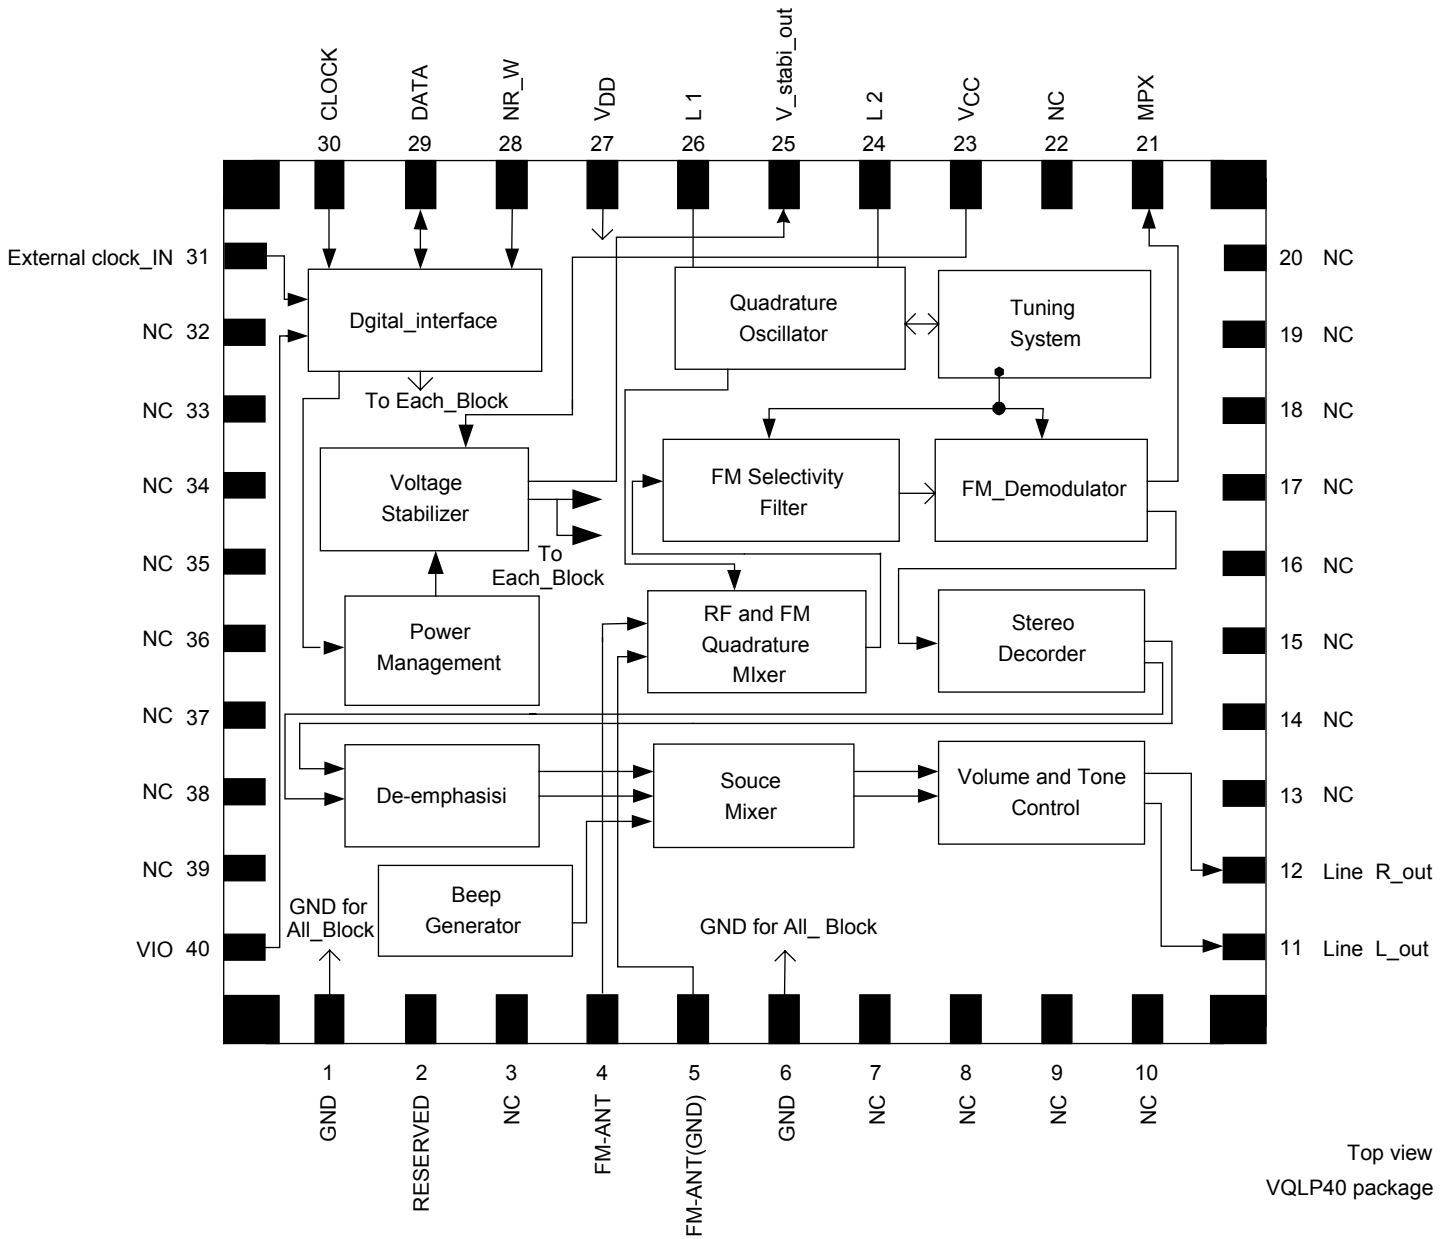 CLOCK
DATA
NR_W
VDD
L 1
V_stabi_out
L 2
VCC
NC
MPX
30
29
28
27
26
25
24
23
22
21
External clock_IN 31
NC 32
NC 33
NC 34
NC 35
NC 36
NC 37
NC 38
NC 39
VIO 40
20 NC
19 NC
18 NC
17 NC
16 NC
15 NC
14 NC
13 NC
12 Line R_out
11 Line L_out
Dgital_interface
To Each_Block
Quadrature
Oscillator
Tuning
System
Voltage
Stabilizer
To
Each_Block
FM Selectivity
Filter
FM_Demodulator
Power
Management
RF and FM
Quadrature
MIxer
Stereo
Decorder
De-emphasisi
Souce
Mixer
Volume and Tone
Control
Beep
Generator
GND for
All_Block
GND for All_ Block
1
2
3
4
5
6
7
8
9
10
GND
RESERVED
NC
FM-ANT
FM-ANT(GND)
GND
NC
NC
NC
NC
Top view
VQLP40 package